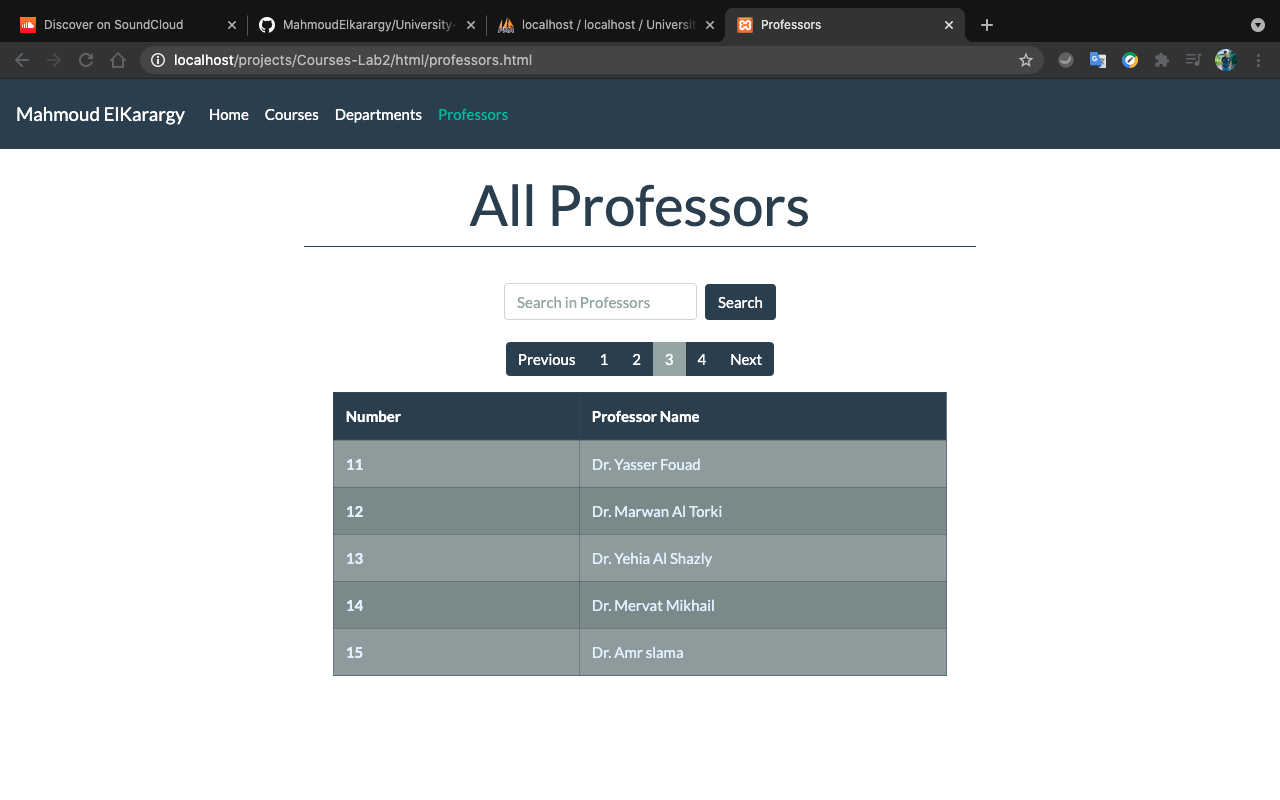 Discover on SoundCloud
MahmoudElkarargy/University-
localhost / localhost / Universit
Professors
localhost/projects/Courses-Lab2/html/professors.html
Mahmoud ElKarargy Home Courses Departments Professors
All Professors
Search in Professors Search
Previous 1 2 3 4 Next
Number Professor Name
11 Dr. Yasser Fouad
12 Dr. Marwan Al Torki
13 Dr. Yehia Al Shazly
14 Dr. Mervat Mikhail
15 Dr. Amr slama